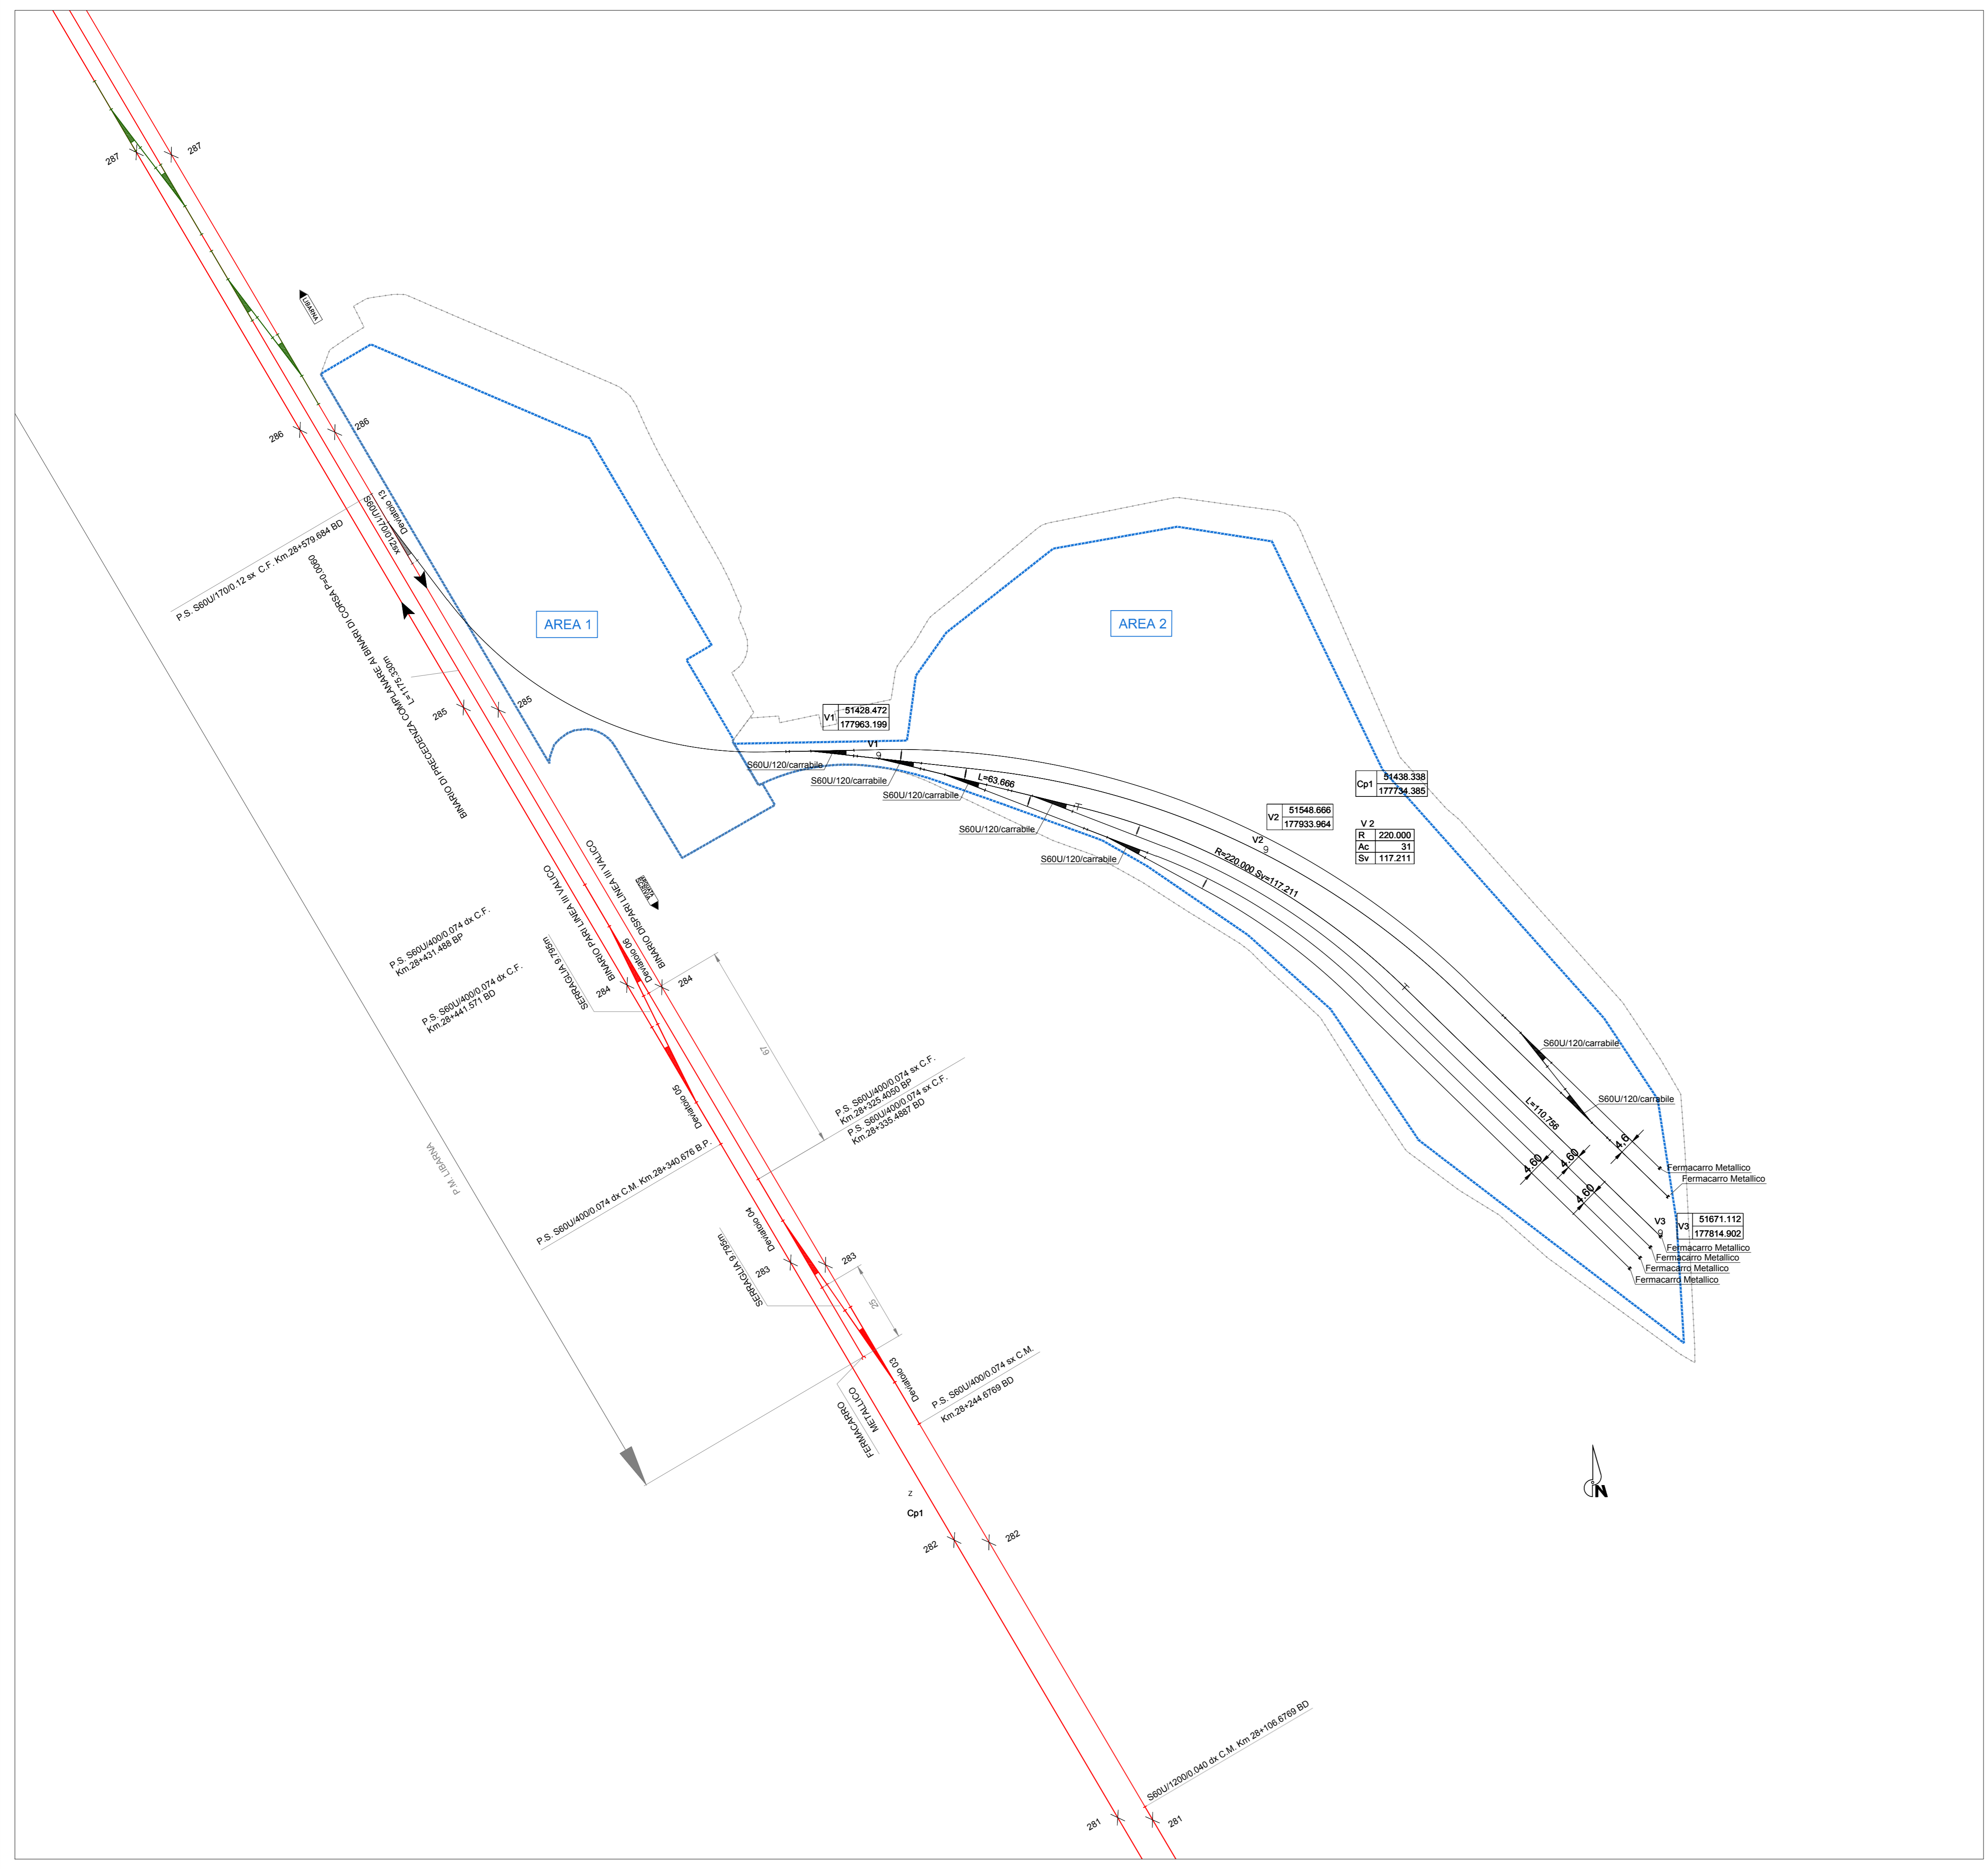 287
287
LIBARNA
286
286
Deviatoio 13
S60U/170/012sx
P.S. S60U/170/0.12 sx C.F. Km.28+579.684 BD
BINARIO DI PRECEDENZA COMPLANARE AI BINARI DI CORSA P=0.0060
L=1175.330m
AREA 1
AREA 2
285
285
V1
51428.472
177963.199
V1
9
S60U/120/carrabile
S60U/120/carrabile
S60U/120/carrabile
L=63.666
S60U/120/carrabile
S60U/120/carrabile
Cp1
51438.338
177734.385
V2
51548.666
177933.964
V 2
R 220.000
Ac 31
Sv 117.211
V2
9
R=220.000 Sv=117.211
BINARIO DISPARI LINEA III VALICO
BINARIO PARI LINEA III VALICO
P.S. S60U/400/0.074 dx C.F.
Km.28+431.488 BP
P.S. S60U/400/0.074 dx C.F.
Km.28+441.571 BD
SERRAGLIA 9.795m
Deviatoio 06
284
284
67
Deviatoio 05
P.S. S60U/400/0.074 sx C.F.
Km.28+325.4050 BP
P.S. S60U/400/0.074 sx C.F.
Km.28+335.4887 BD
P.M. LIBARNA
P.S. S60U/400/0.074 dx C.M. Km.28+340.676 B.P.
S60U/120/carrabile
S60U/120/carrabile
L=110.756
4,6
4.60
4.60
4.60
Fermacarro Metallico
Fermacarro Metallico
V3
9
V3
51671.112
177814.902
Fermacarro Metallico
Fermacarro Metallico
Fermacarro Metallico
Fermacarro Metallico
Deviatoio 04
SERRAGLIA 9.795m
283
283
25
Deviatoio 03
FERMACARRO
METALLICO
P.S. S60U/400/0.074 sx C.M.
Km.28+244.6769 BD
N
z
Cp1
282
282
S60U/1200/0.040 dx C.M. Km 28+106.6769 BD
281
281